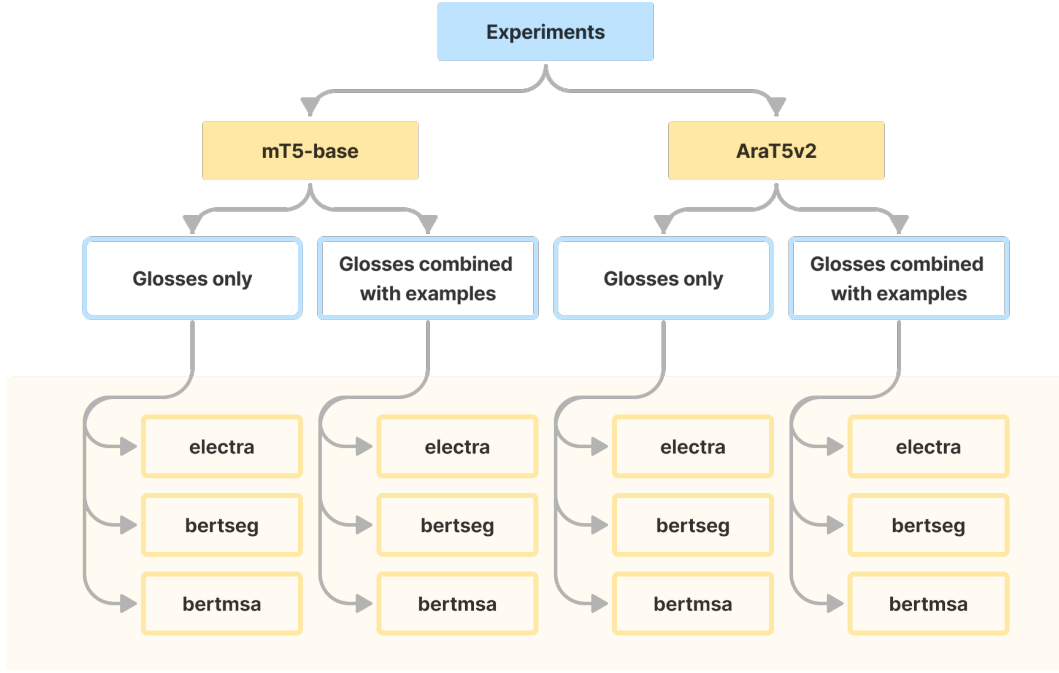 Experiments
mT5-base
AraT5v2
Glosses only
Glosses combined
with examples
Glosses only
Glosses combined
with examples
electra
electra
electra
electra
bertseg
bertseg
bertseg
bertseg
bertmsa
bertmsa
bertmsa
bertmsa